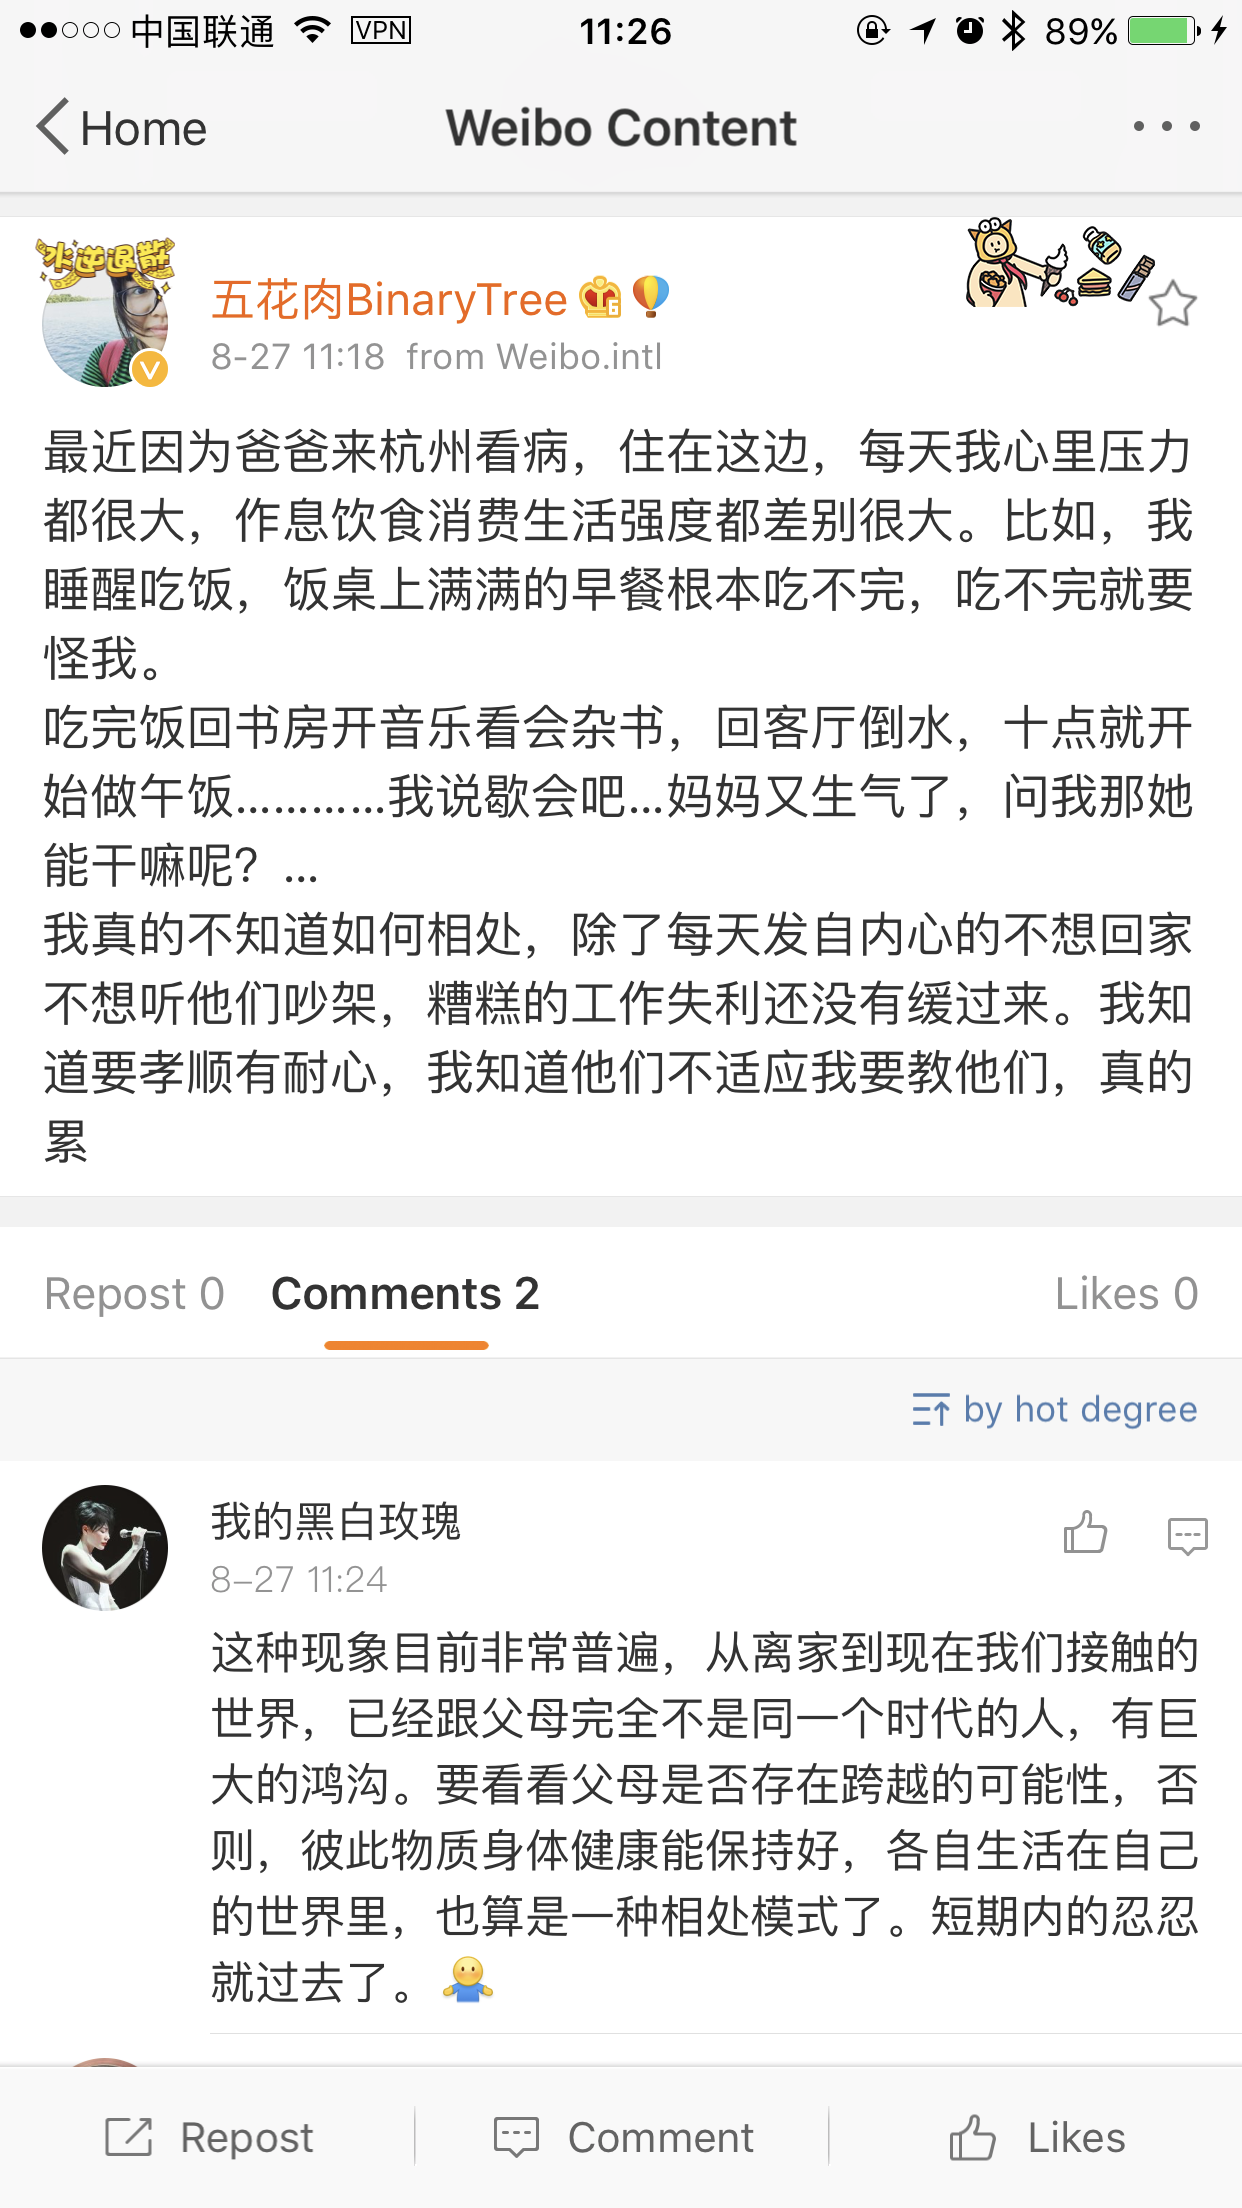 中国联通 VPN 11:26 89%
Home Weibo Content
水逆退散
五花肉BinaryTree 6
8-27 11:18 from Weibo.intl
最近因为爸爸来杭州看病，住在这边，每天我心里压力
都很大，作息饮食消费生活强度都差别很大。比如，我
睡醒吃饭，饭桌上满满的早餐根本吃不完，吃不完就要
怪我。
吃完饭回书房开音乐看会杂书，回客厅倒水，十点就开
始做午饭…………我说歇会吧…妈妈又生气了，问我那她
能干嘛呢？…
我真的不知道如何相处，除了每天发自内心的不想回家
不想听他们吵架，糟糕的工作失利还没有缓过来。我知
道要孝顺有耐心，我知道他们不适应我要教他们，真的
累
Repost 0 Comments 2 Likes 0
by hot degree
我的黑白玫瑰
8-27 11:24
这种现象目前非常普遍，从离家到现在我们接触的
世界，已经跟父母完全不是同一个时代的人，有巨
大的鸿沟。要看看父母是否存在跨越的可能性，否
则，彼此物质身体健康能保持好，各自生活在自己
的世界里，也算是一种相处模式了。短期内的忍忍
就过去了。
Repost Comment Likes